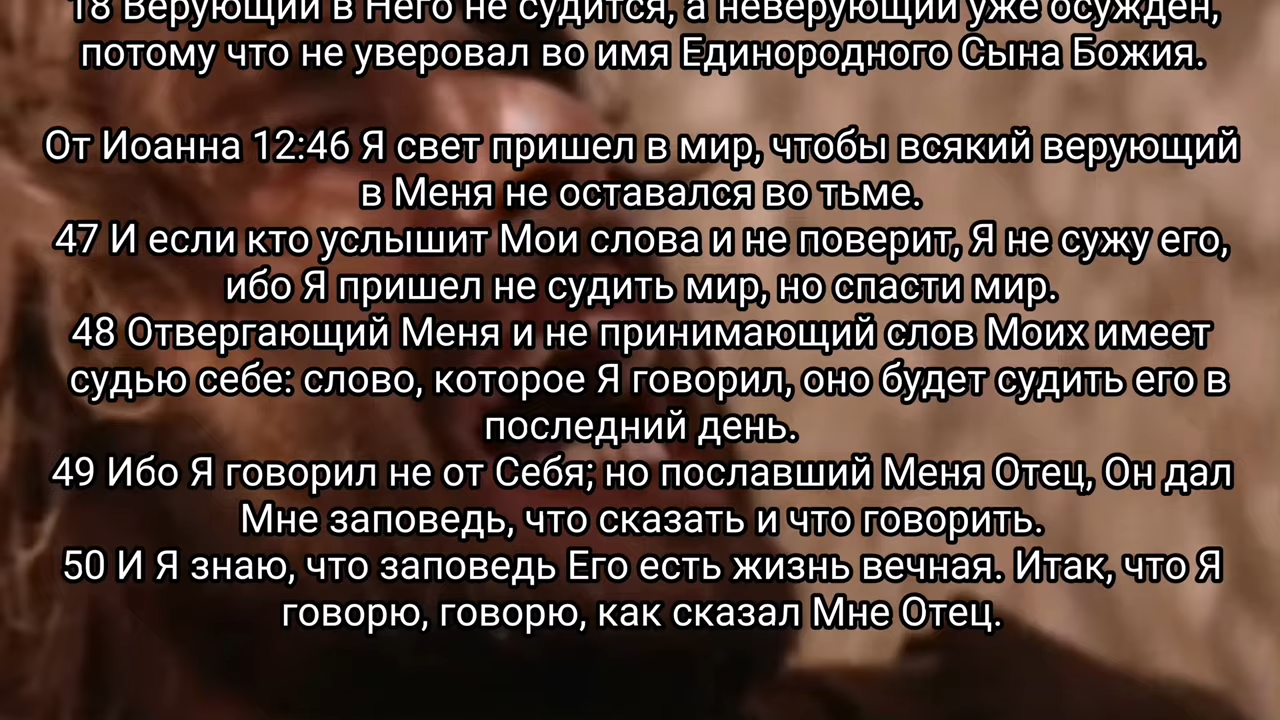 18 Верующий в Него не судится, а неверующий уже осужден,
потому что не уверовал во имя Единородного Сына Божия.
От Иоанна 12:46 Я свет пришел в мир, чтобы всякий верующий
в Меня не оставался во тьме.
47 И если кто услышит Мои слова и не поверит, Я не сужу его,
ибо Я пришел не судить мир, но спасти мир.
48 Отвергающий Меня и не принимающий слов Моих имеет
судью себе: слово, которое Я говорил, оно будет судить его в
последний день.
49 Ибо Я говорил не от Себя; но пославший Меня Отец, Он дал
Мне заповедь, что сказать и что говорить.
50 И Я знаю, что заповедь Его есть жизнь вечная. Итак, что Я
говорю, говорю, как сказал Мне Отец.